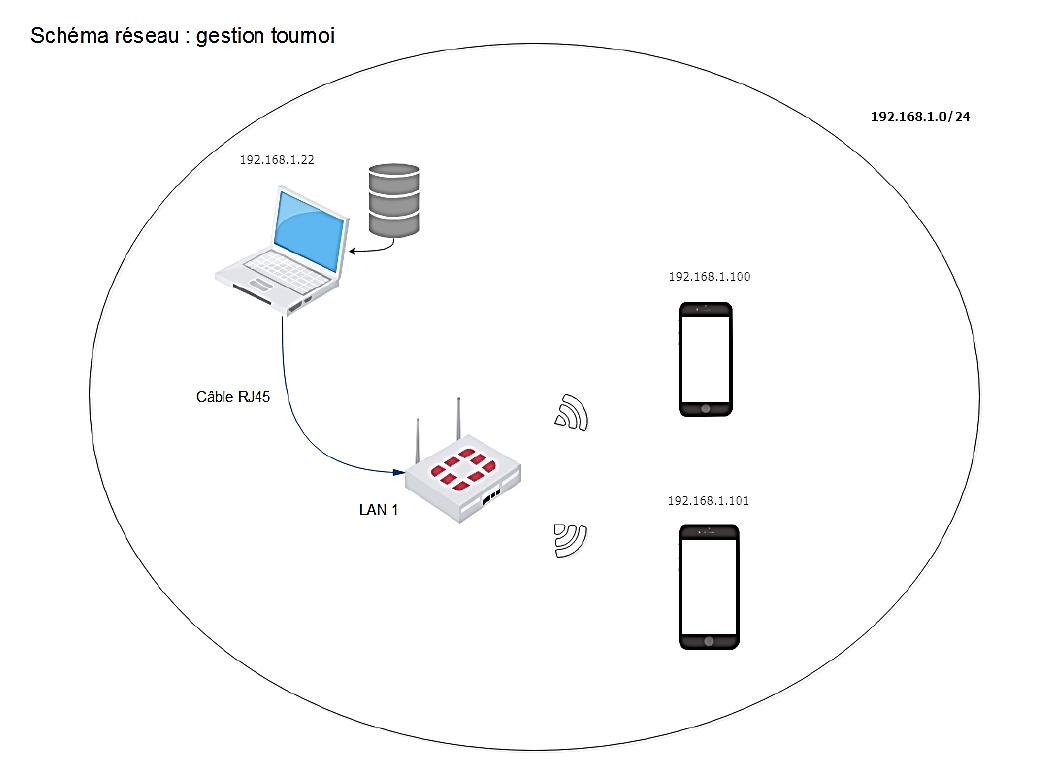 Schéma réseau : gestion tournoi
192.168.1.0/24
192.168.1.22
192.168.1.100
Câble RJ45
192.168.1.101
LAN 1